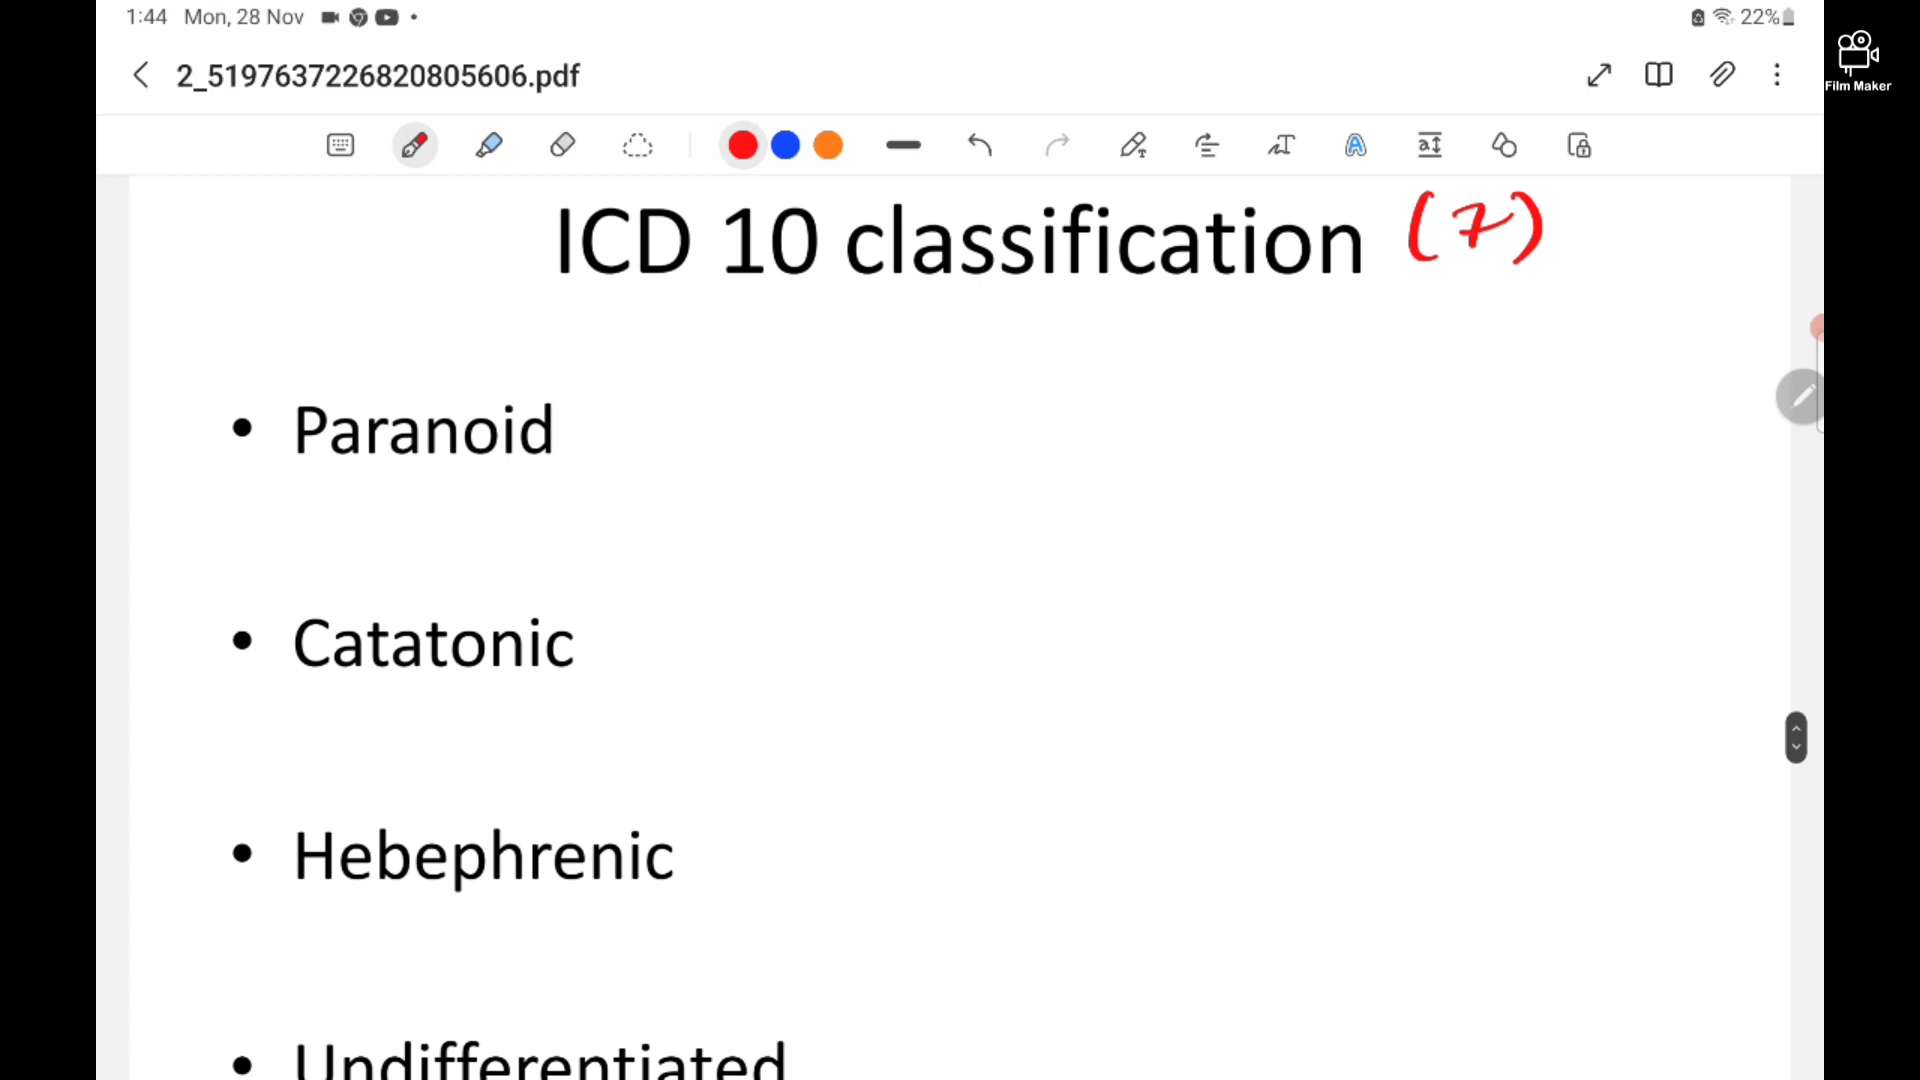 1:44 Mon, 28 Nov
22%
Film Maker
2_5197637226820805606.pdf
ICD 10 classification (7)
• Paranoid
• Catatonic
• Hebephrenic
• Undifferentiated